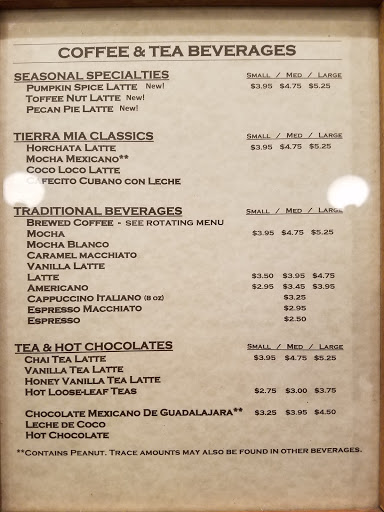 COFFEE & TEA BEVERAGES
SEASONAL SPECIALTIES SMALL / MED / LARGE
PUMPKIN SPICE LATTE New! $3.95 $4.75 $5.25
TOFFEE NUT LATTE New!
PECAN PIE LATTE New!
TIERRA MIA CLASSICS SMALL / MED / LARGE
HORCHATA LATTE $3.95 $4.75 $5.25
MOCHA MEXICANO**
COCO LOCO LATTE
CAFECITO CUBANO CON LECHE
TRADITIONAL BEVERAGES SMALL / MED / LARGE
BREWED COFFEE - SEE ROTATING MENU
MOCHA $3.95 $4.75 $5.25
MOCHA BLANCO
CARAMEL MACCHIATO
VANILLA LATTE
LATTE $3.50 $3.95 $4.75
AMERICANO $2.95 $3.45 $3.95
CAPPUCCINO ITALIANO (8 OZ) $3.25
ESPRESSO MACCHIATO $2.95
ESPRESSO $2.50
TEA & HOT CHOCOLATES SMALL / MED / LARGE
CHAI TEA LATTE $3.95 $4.75 $5.25
VANILLA TEA LATTE
HONEY VANILLA TEA LATTE
HOT LOOSE-LEAF TEAS $2.75 $3.00 $3.75
CHOCOLATE MEXICANO DE GUADALAJARA** $3.25 $3.95 $4.50
LECHE DE COCO
HOT CHOCOLATE
**CONTAINS PEANUT. TRACE AMOUNTS MAY ALSO BE FOUND IN OTHER BEVERAGES.